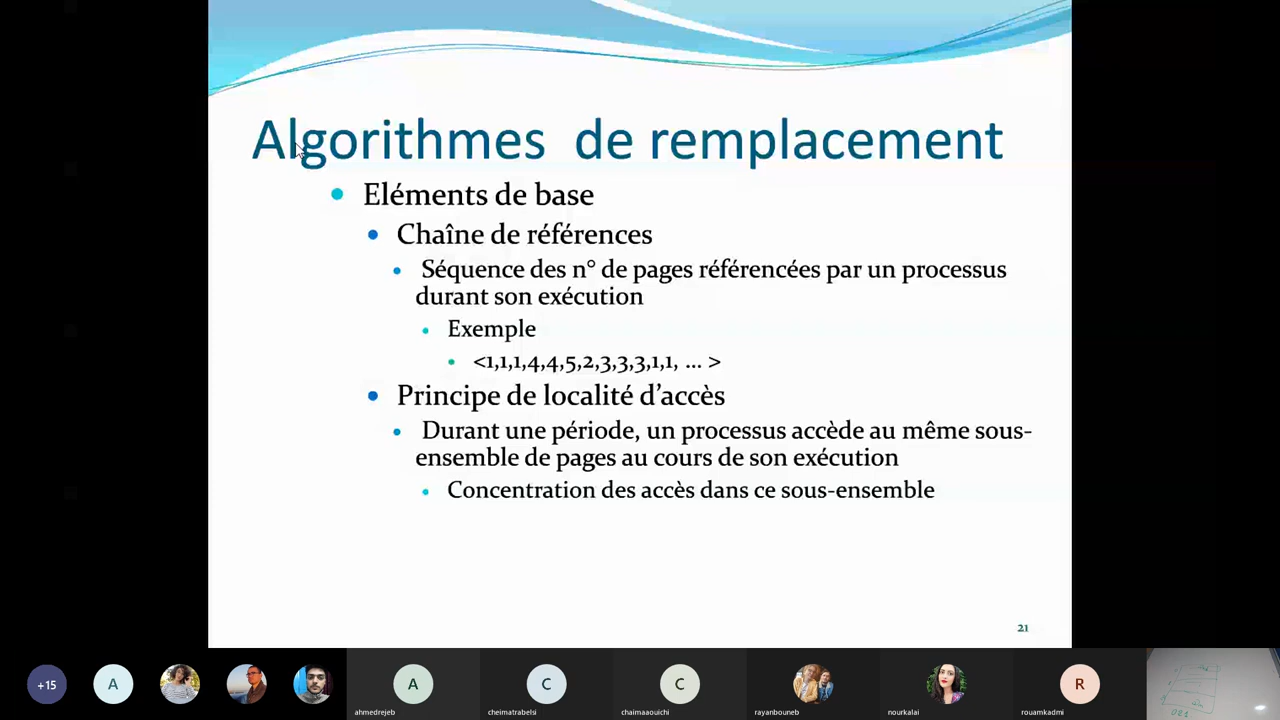 Algorithmes de remplacement
Eléments de base
Chaîne de références
Séquence des n° de pages référencées par un processus
durant son exécution
Exemple
<1,1,1,4,4,5,2,3,3,3,1,1, ... >
Principe de localité d’accès
Durant une période, un processus accède au même sous-
ensemble de pages au cours de son exécution
Concentration des accès dans ce sous-ensemble
21
+15
A
A
C
C
R
ahmedrejeb
cheimatrabelsi
chaimaaouichi
rayanbouneb
nourkalai
rouamkadmi